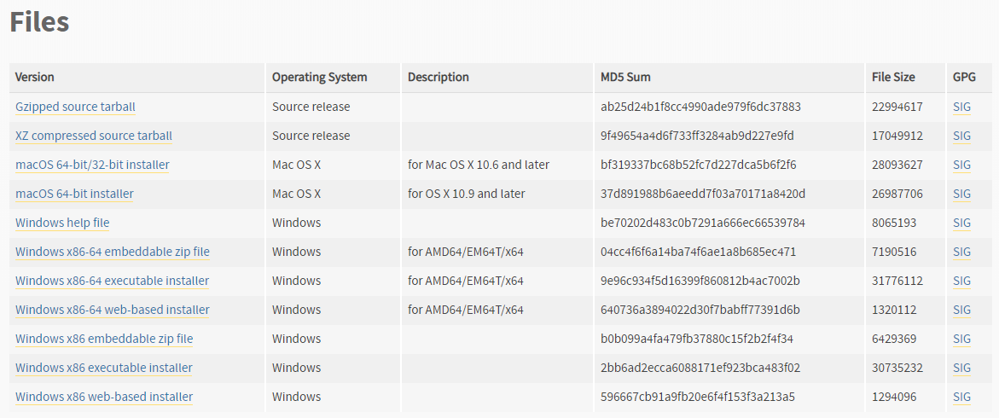 Files
Version Operating System Description MD5 Sum File Size GPG
Gzipped source tarball Source release ab25d24b1f8cc4990ade979f6dc37883 22994617 SIG
XZ compressed source tarball Source release 9f49654a4d6f733ff3284ab9d227e9fd 17049912 SIG
macOS 64-bit/32-bit installer Mac OS X for Mac OS X 10.6 and later bf319337bc68b52fc7d227dca5b6f2f6 28093627 SIG
macOS 64-bit installer Mac OS X for OS X 10.9 and later 37d891988b6aeedd7f03a70171a8420d 26987706 SIG
Windows help file Windows be70202d483c0b7291a666ec66539784 8065193 SIG
Windows x86-64 embeddable zip file Windows for AMD64/EM64T/x64 04cc4f6f6a14ba74f6ae1a8b685ec471 7190516 SIG
Windows x86-64 executable installer Windows for AMD64/EM64T/x64 9e96c934f5d16399f860812b4ac7002b 31776112 SIG
Windows x86-64 web-based installer Windows for AMD64/EM64T/x64 640736a3894022d30f7babff77391d6b 1320112 SIG
Windows x86 embeddable zip file Windows b0b099a4fa479fb37880c15f2b2f4f34 6429369 SIG
Windows x86 executable installer Windows 2bb6ad2ecca6088171ef923bca483f02 30735232 SIG
Windows x86 web-based installer Windows 596667cb91a9fb20e6f4f153f3a213a5 1294096 SIG